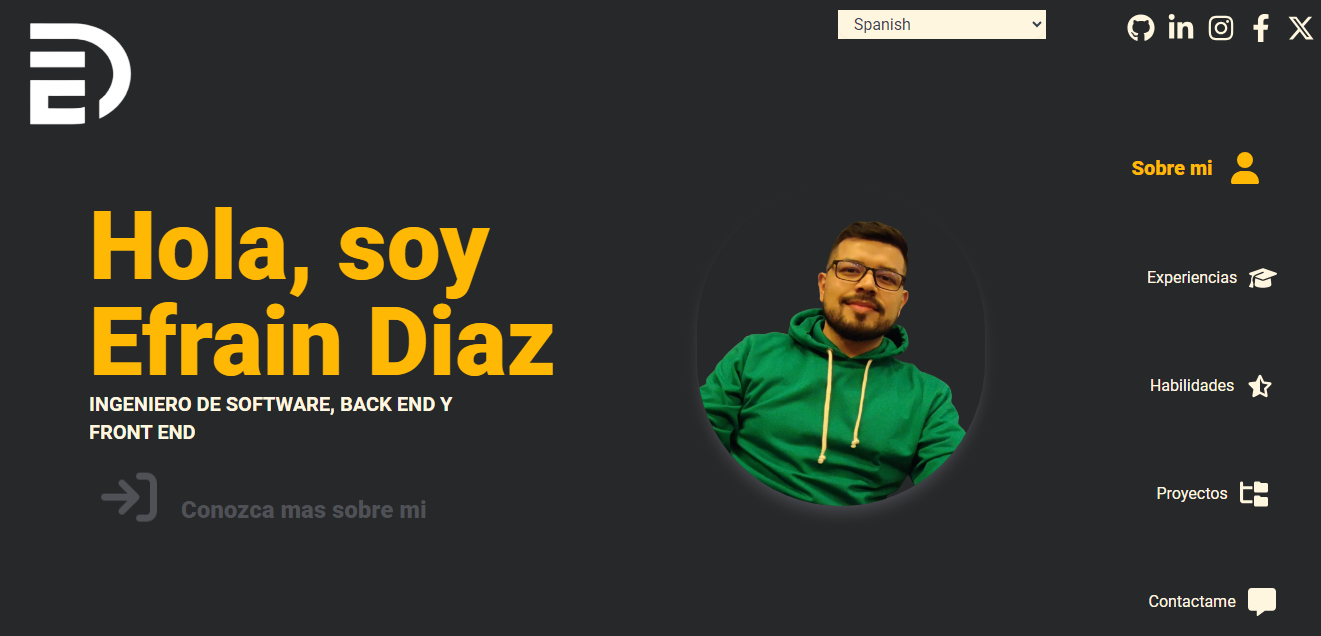 Spanish
ED
Sobre mi
Hola, soy
Efrain Diaz
INGENIERO DE SOFTWARE, BACK END Y
FRONT END
Conozca mas sobre mi
Experiencias
Habilidades
Proyectos
Contactame